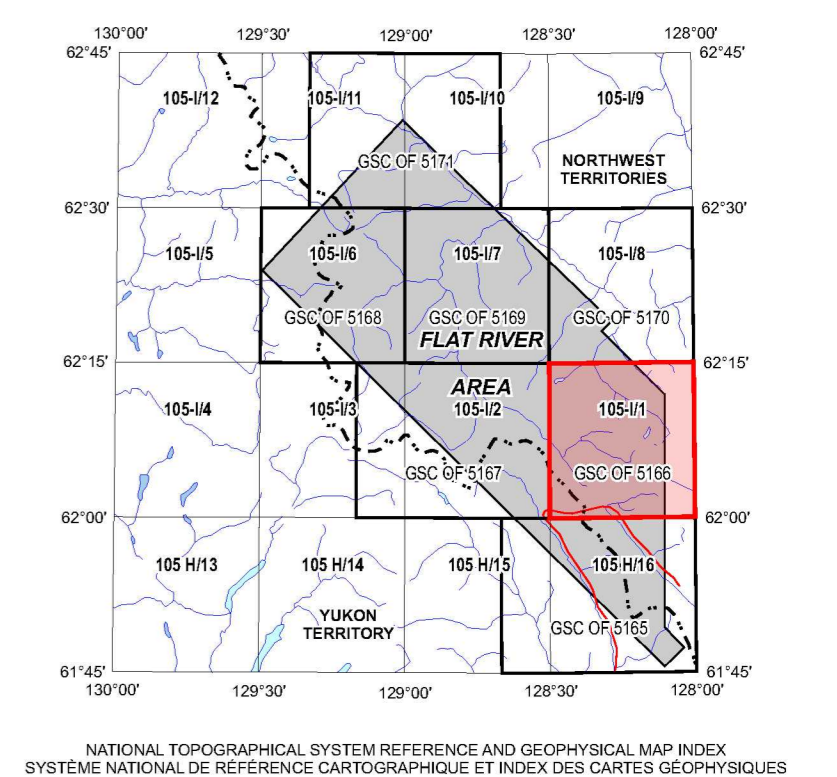 130°00' 129°30' 129°00' 128°30' 128°00'
62°45' 62°45'
105-I/12 105-I/11 105-I/10 105-I/9
GSC OF 5171
NORTHWEST
TERRITORIES
62°30' 62°30'
105-I/5 105-I/6 105-I/7 105-I/8
GSC OF 5168 GSC OF 5169 GSC OF 5170
FLAT RIVER
62°15' 62°15'
AREA
105-I/4 105-I/3 105-I/2 105-I/1
GSC OF 5167 GSC OF 5166
62°00' 62°00'
105 H/13 105 H/14 105 H/15 105 H/16
YUKON
TERRITORY
GSC OF 5165
61°45' 61°45'
130°00' 129°30' 129°00' 128°30' 128°00'
NATIONAL TOPOGRAPHICAL SYSTEM REFERENCE AND GEOPHYSICAL MAP INDEX
SYSTÈME NATIONAL DE RÉFÉRENCE CARTOGRAPHIQUE ET INDEX DES CARTES GÉOPHYSIQUES